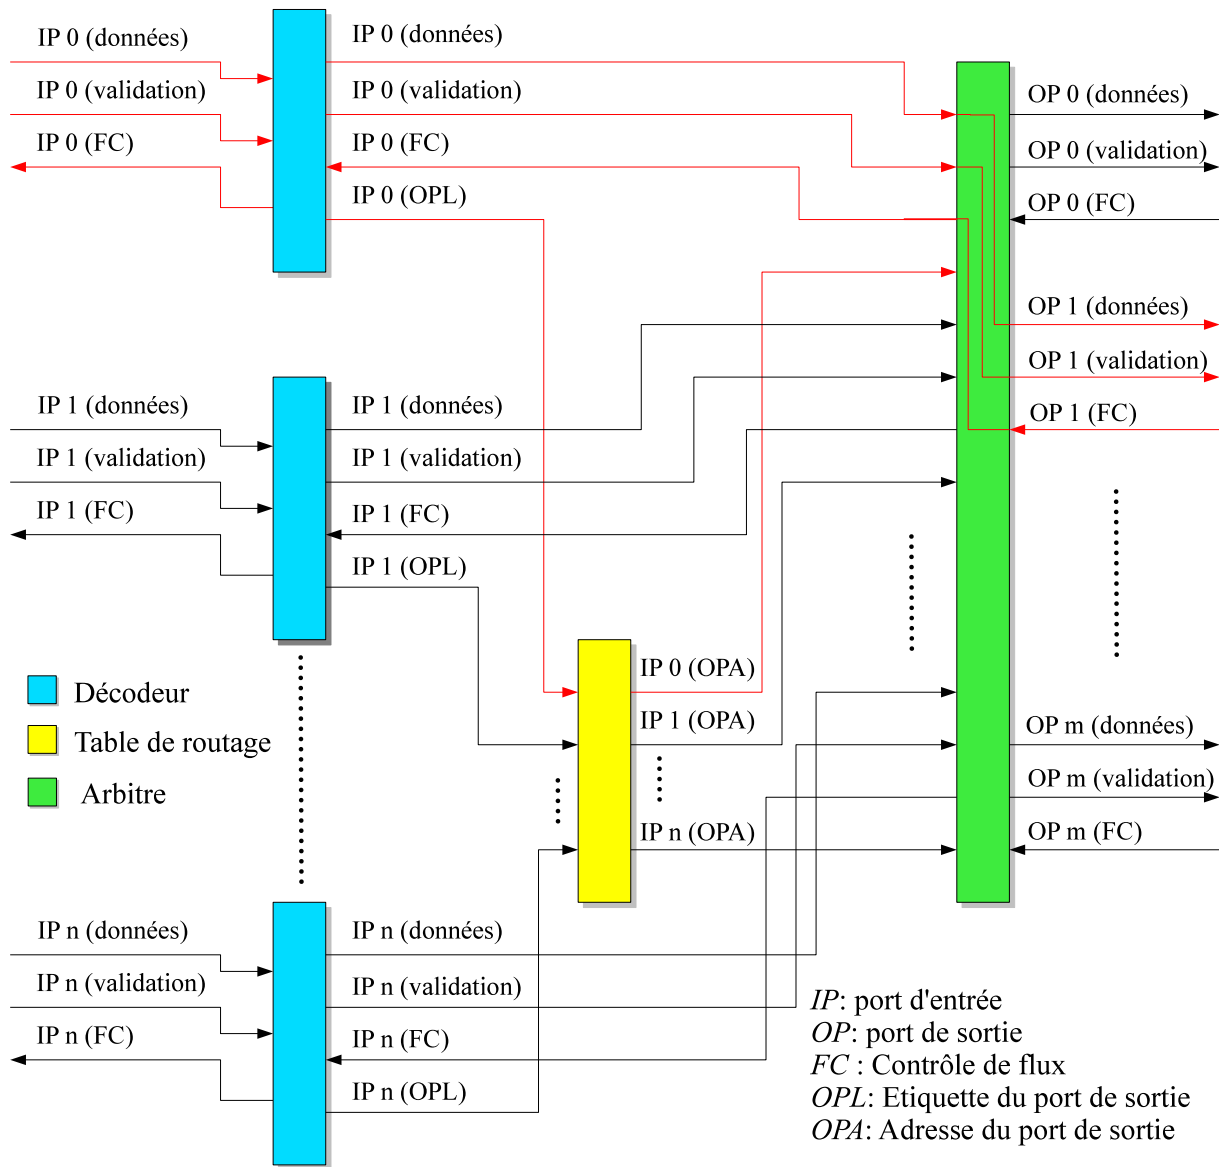 IP 0 (données)
IP 0 (validation)
IP 0 (FC)
IP 0 (données)
IP 0 (validation)
IP 0 (FC)
IP 0 (OPL)
OP 0 (données)
OP 0 (validation)
OP 0 (FC)
OP 1 (données)
OP 1 (validation)
OP 1 (FC)
IP 1 (données)
IP 1 (validation)
IP 1 (FC)
IP 1 (données)
IP 1 (validation)
IP 1 (FC)
IP 1 (OPL)
Décodeur
Table de routage
Arbitre
IP 0 (OPA)
IP 1 (OPA)
IP n (OPA)
OP m (données)
OP m (validation)
OP m (FC)
IP n (données)
IP n (validation)
IP n (FC)
IP n (données)
IP n (validation)
IP n (FC)
IP n (OPL)
IP: port d'entrée
OP: port de sortie
FC : Contrôle de flux
OPL: Etiquette du port de sortie
OPA: Adresse du port de sortie